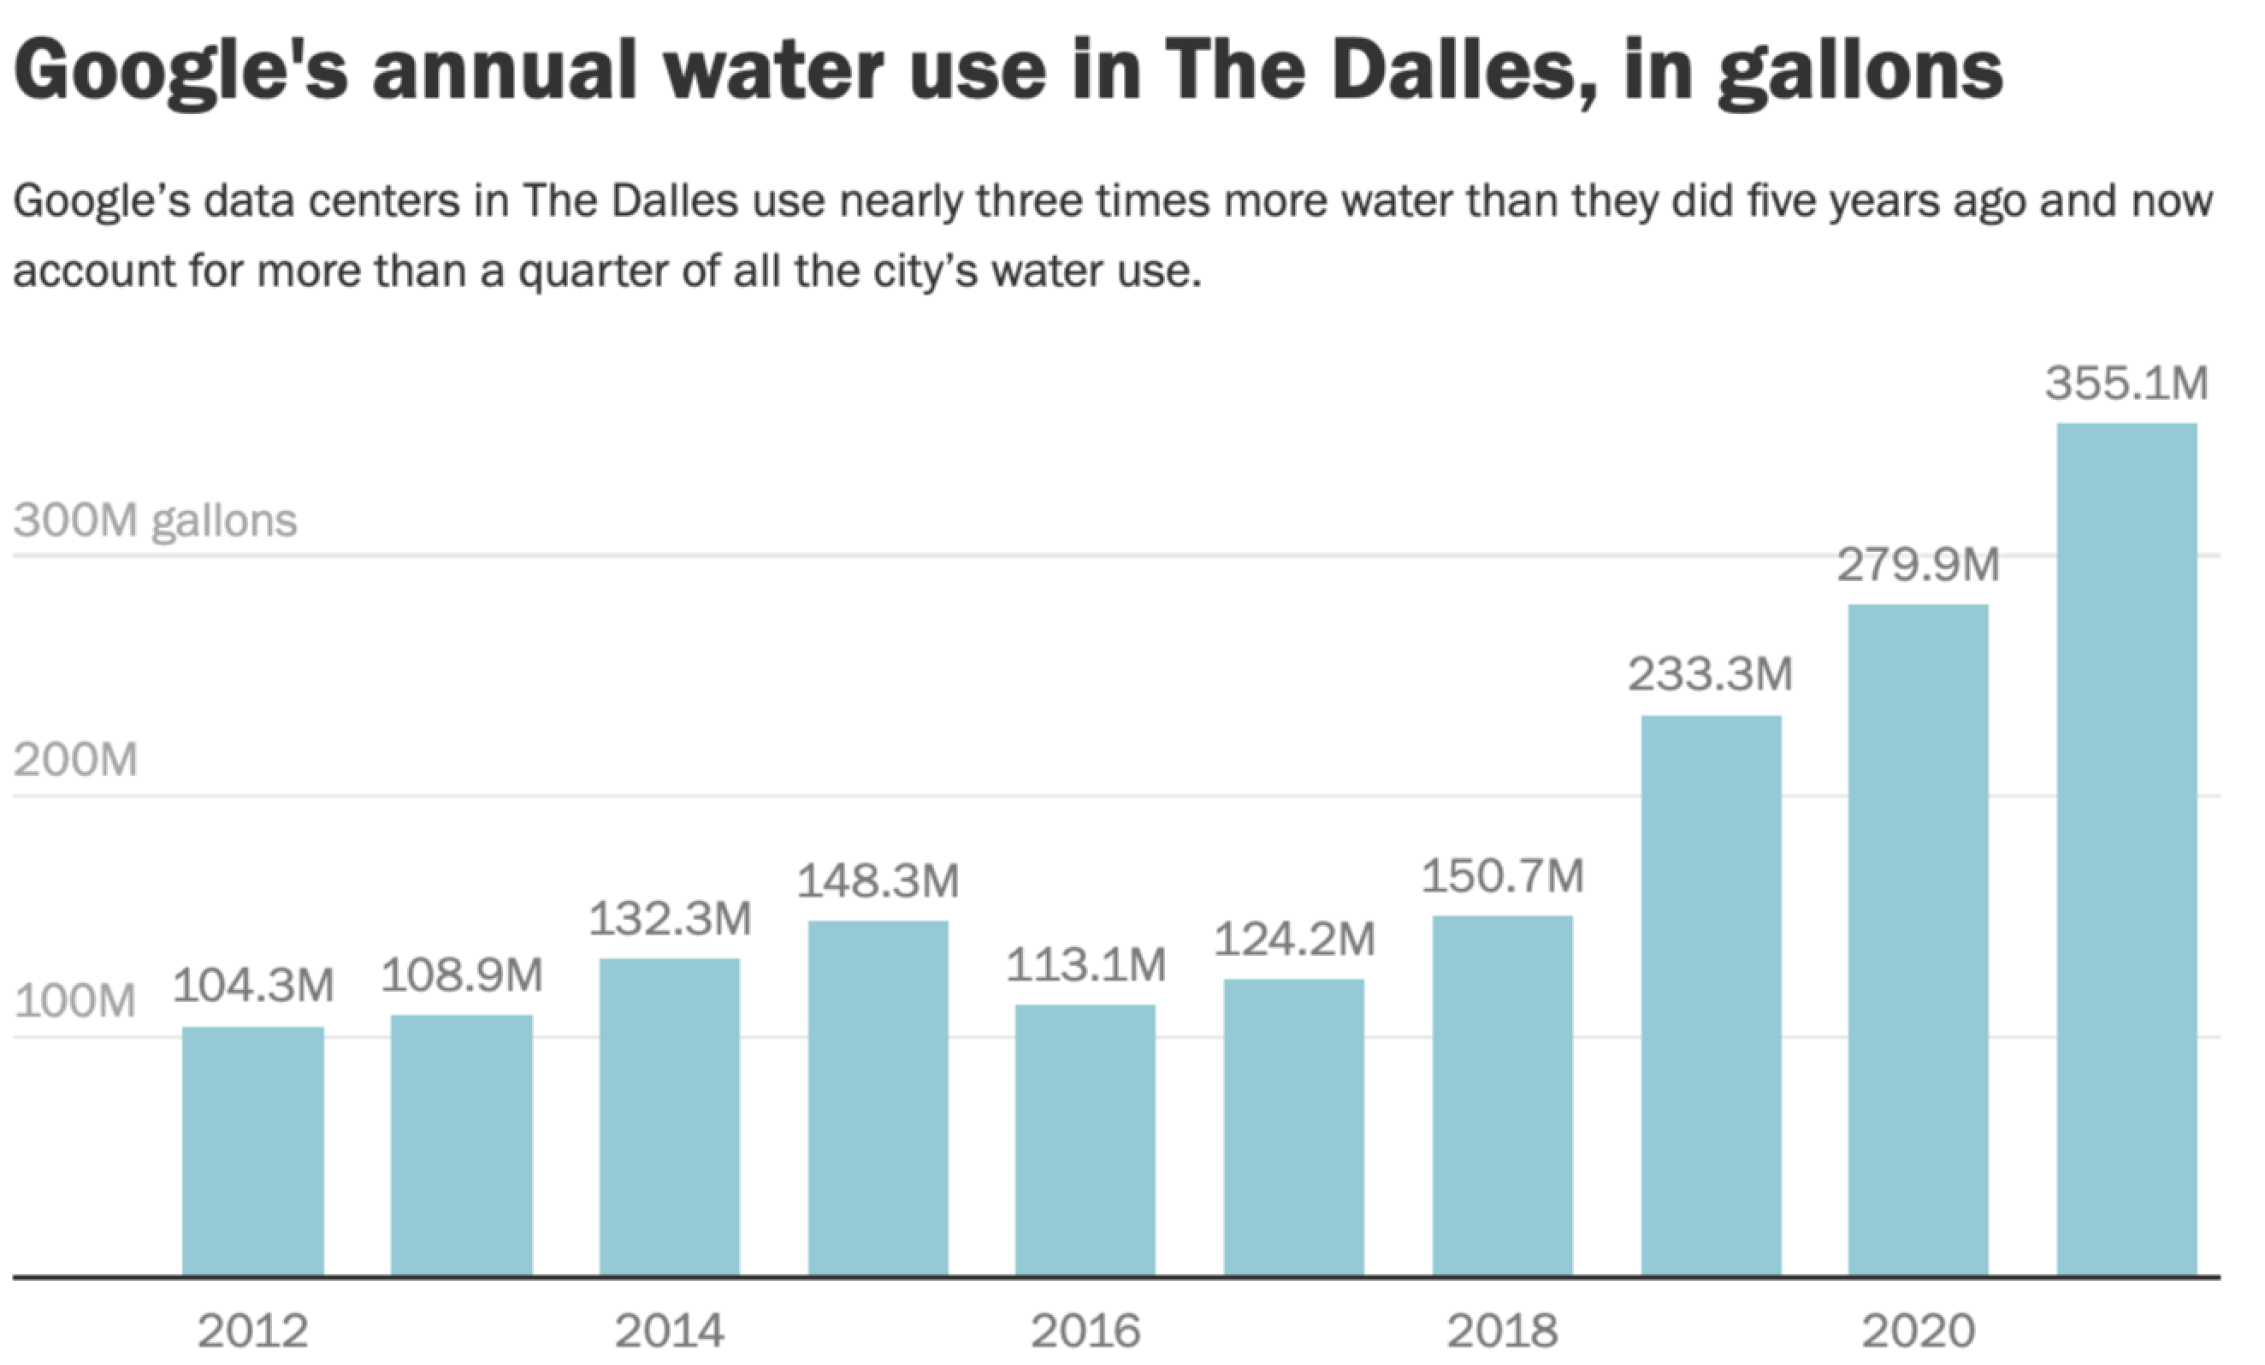 Google's annual water use in The Dalles, in gallons
Google’s data centers in The Dalles use nearly three times more water than they did five years ago and now
account for more than a quarter of all the city’s water use.
355.1M
300M gallons
279.9M
233.3M
200M
148.3M
150.7M
132.3M
124.2M
113.1M
108.9M
104.3M
100M
2012 2014 2016 2018 2020